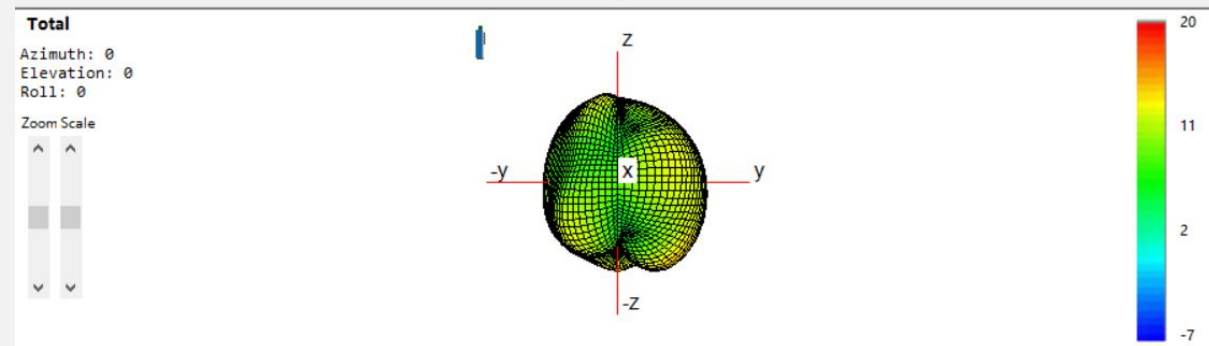 Total
Azimuth: 0
Elevation: 0
Roll: 0
Zoom Scale
z
-y
x
y
-z
20
11
2
-7